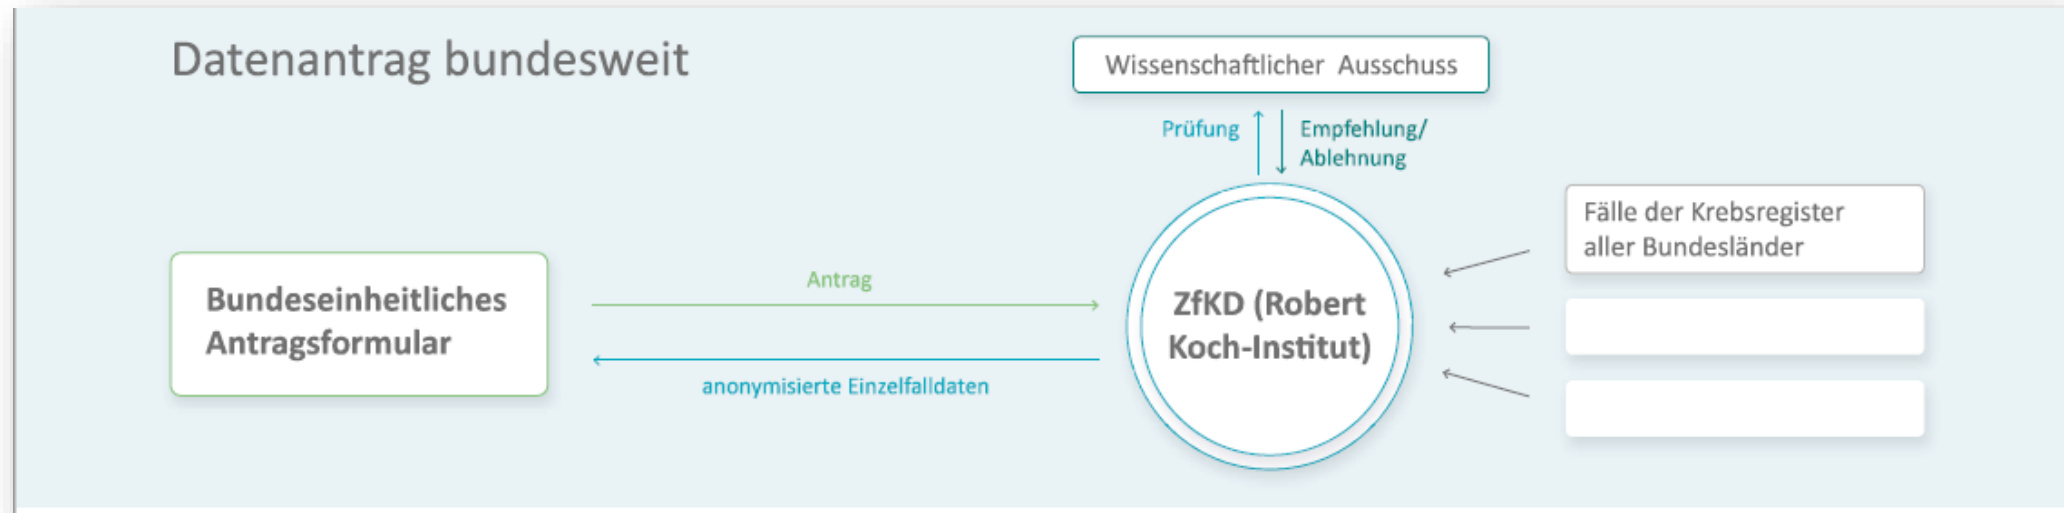 Datenantrag bundesweit
Wissenschaftlicher Ausschuss
Prüfung
Empfehlung/
Ablehnung
Fälle der Krebsregister
aller Bundesländer
Bundeseinheitliches
Antragsformular
Antrag
anonymisierte Einzelfalldaten
ZfKD (Robert
Koch-Institut)